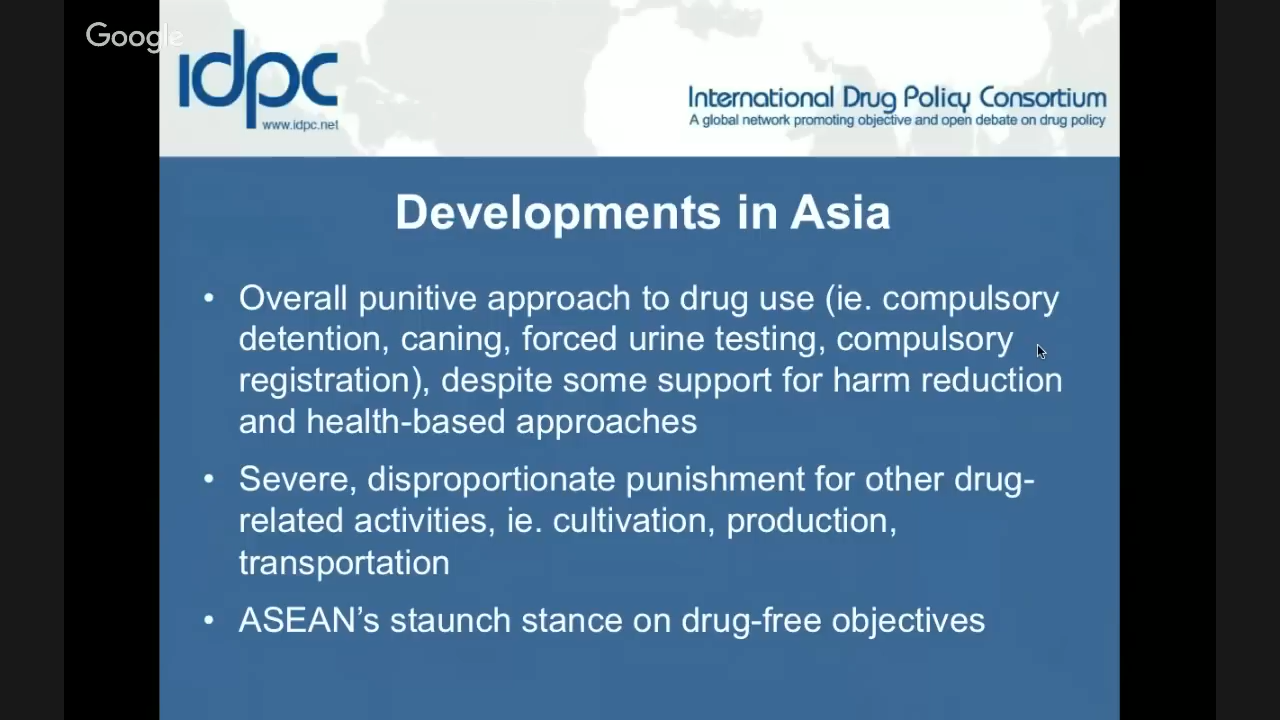 Google
idpc
www.idpc.net
International Drug Policy Consortium
A global network promoting objective and open debate on drug policy
Developments in Asia
• Overall punitive approach to drug use (ie. compulsory
detention, caning, forced urine testing, compulsory
registration), despite some support for harm reduction
and health-based approaches
• Severe, disproportionate punishment for other drug-
related activities, ie. cultivation, production,
transportation
• ASEAN’s staunch stance on drug-free objectives